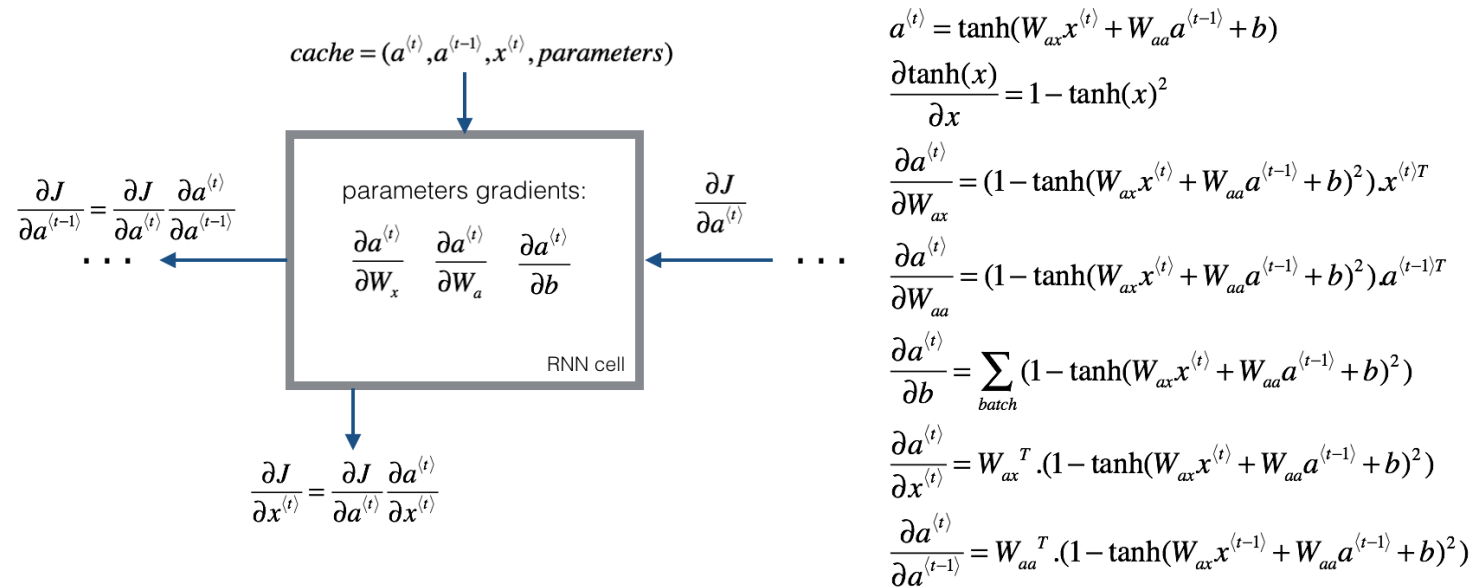 cache = (a^⟨t⟩, a^⟨t−1⟩, x^⟨t⟩, parameters)
∂J/∂a^⟨t−1⟩ = ∂J/∂a^⟨t⟩ ∂a^⟨t⟩/∂a^⟨t−1⟩
...
parameters gradients:
∂a^⟨t⟩/∂W_x ∂a^⟨t⟩/∂W_a ∂a^⟨t⟩/∂b
RNN cell
∂J/∂a^⟨t⟩
...
∂J/∂x^⟨t⟩ = ∂J/∂a^⟨t⟩ ∂a^⟨t⟩/∂x^⟨t⟩
a^⟨t⟩ = tanh(W_ax x^⟨t⟩ + W_aa a^⟨t−1⟩ + b)
∂tanh(x)/∂x = 1 − tanh(x)^2
∂a^⟨t⟩/∂W_ax = (1 − tanh(W_ax x^⟨t⟩ + W_aa a^⟨t−1⟩ + b)^2).x^⟨t⟩T
∂a^⟨t⟩/∂W_aa = (1 − tanh(W_ax x^⟨t⟩ + W_aa a^⟨t−1⟩ + b)^2).a^⟨t−1⟩T
∂a^⟨t⟩/∂b = ∑_batch (1 − tanh(W_ax x^⟨t⟩ + W_aa a^⟨t−1⟩ + b)^2)
∂a^⟨t⟩/∂x^⟨t⟩ = W_ax^T.(1 − tanh(W_ax x^⟨t⟩ + W_aa a^⟨t−1⟩ + b)^2)
∂a^⟨t⟩/∂a^⟨t−1⟩ = W_aa^T.(1 − tanh(W_ax x^⟨t−1⟩ + W_aa a^⟨t−1⟩ + b)^2)